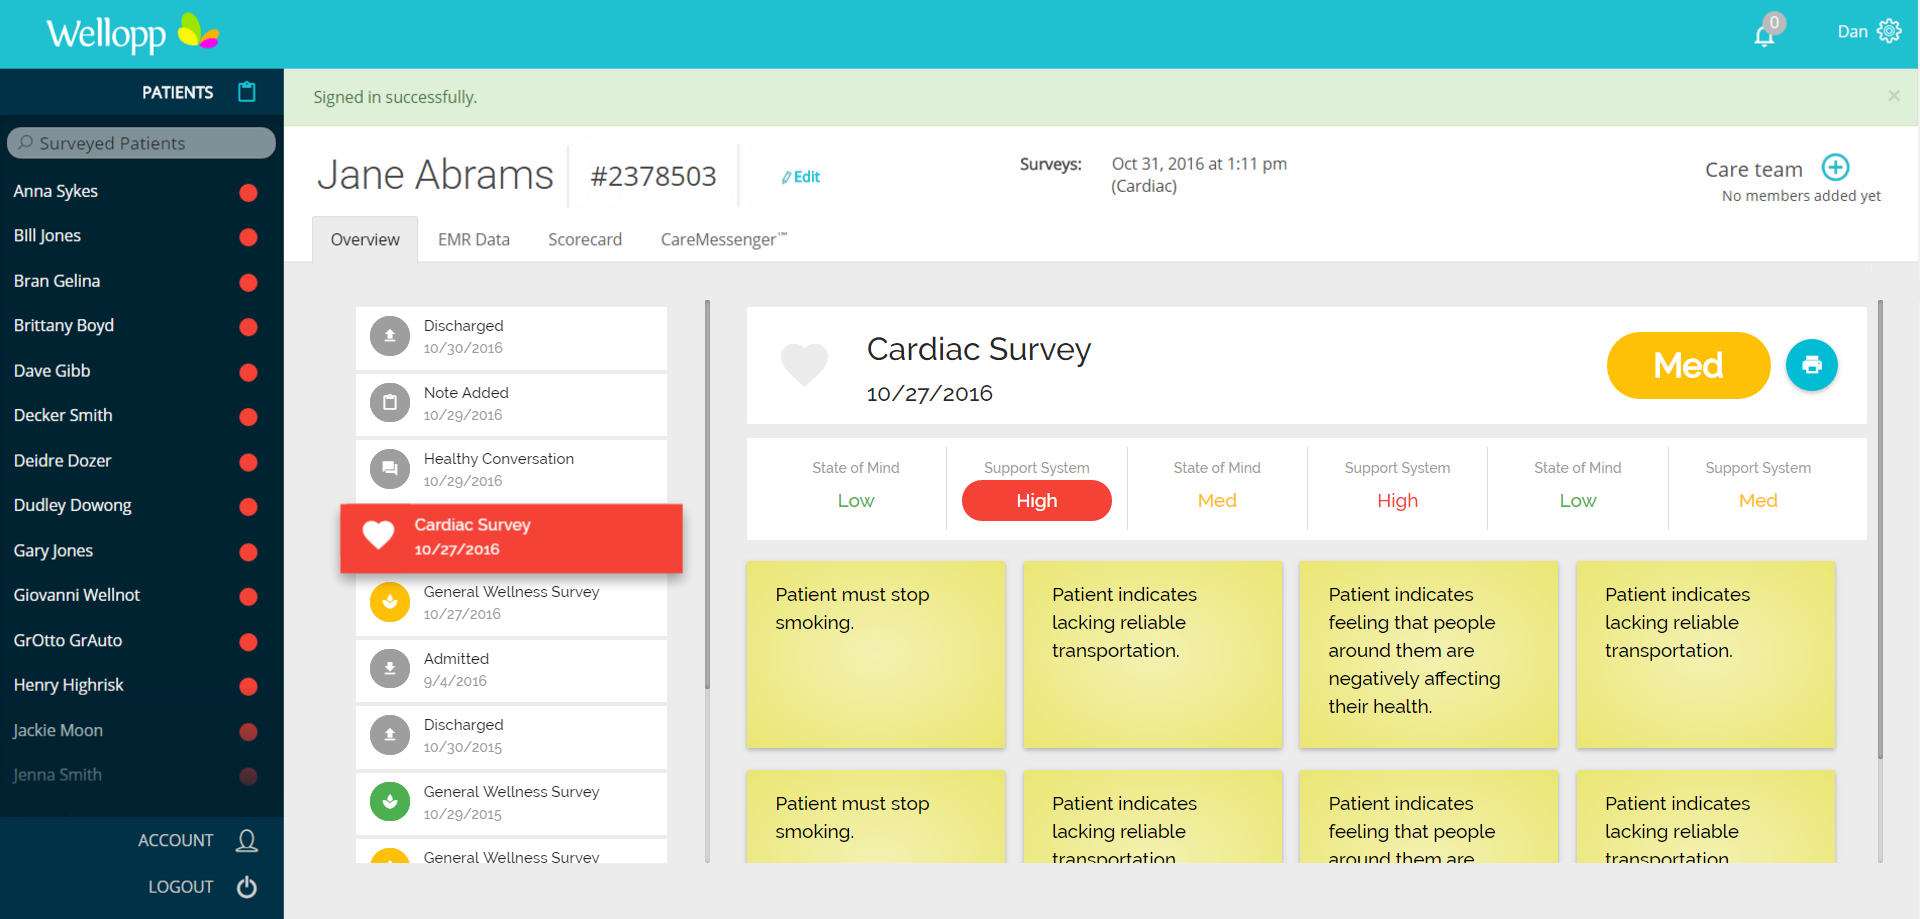 Wellopp
0
Dan
PATIENTS
Surveyed Patients
Anna Sykes
BIll Jones
Bran Gelina
Brittany Boyd
Dave Gibb
Decker Smith
Deidre Dozer
Dudley Dowong
Gary Jones
Giovanni Wellnot
GrOtto GrAuto
Henry Highrisk
Jackie Moon
Jenna Smith
ACCOUNT
LOGOUT
Signed in successfully.
×
Jane Abrams
#2378503
Edit
Surveys:
Oct 31, 2016 at 1:11 pm
(Cardiac)
Care team
No members added yet
Overview
EMR Data
Scorecard
CareMessenger™
Discharged
10/30/2016
Note Added
10/29/2016
Healthy Conversation
10/29/2016
Cardiac Survey
10/27/2016
General Wellness Survey
10/27/2016
Admitted
9/4/2016
Discharged
10/30/2015
General Wellness Survey
10/29/2015
General Wellness Survey
Cardiac Survey
10/27/2016
Med
State of Mind
Low
Support System
High
State of Mind
Med
Support System
High
State of Mind
Low
Support System
Med
Patient must stop
smoking.
Patient indicates
lacking reliable
transportation.
Patient indicates
feeling that people
around them are
negatively affecting
their health.
Patient indicates
lacking reliable
transportation.
Patient must stop
smoking.
Patient indicates
lacking reliable
transportation.
Patient indicates
feeling that people
around them are
Patient indicates
lacking reliable
transportation.